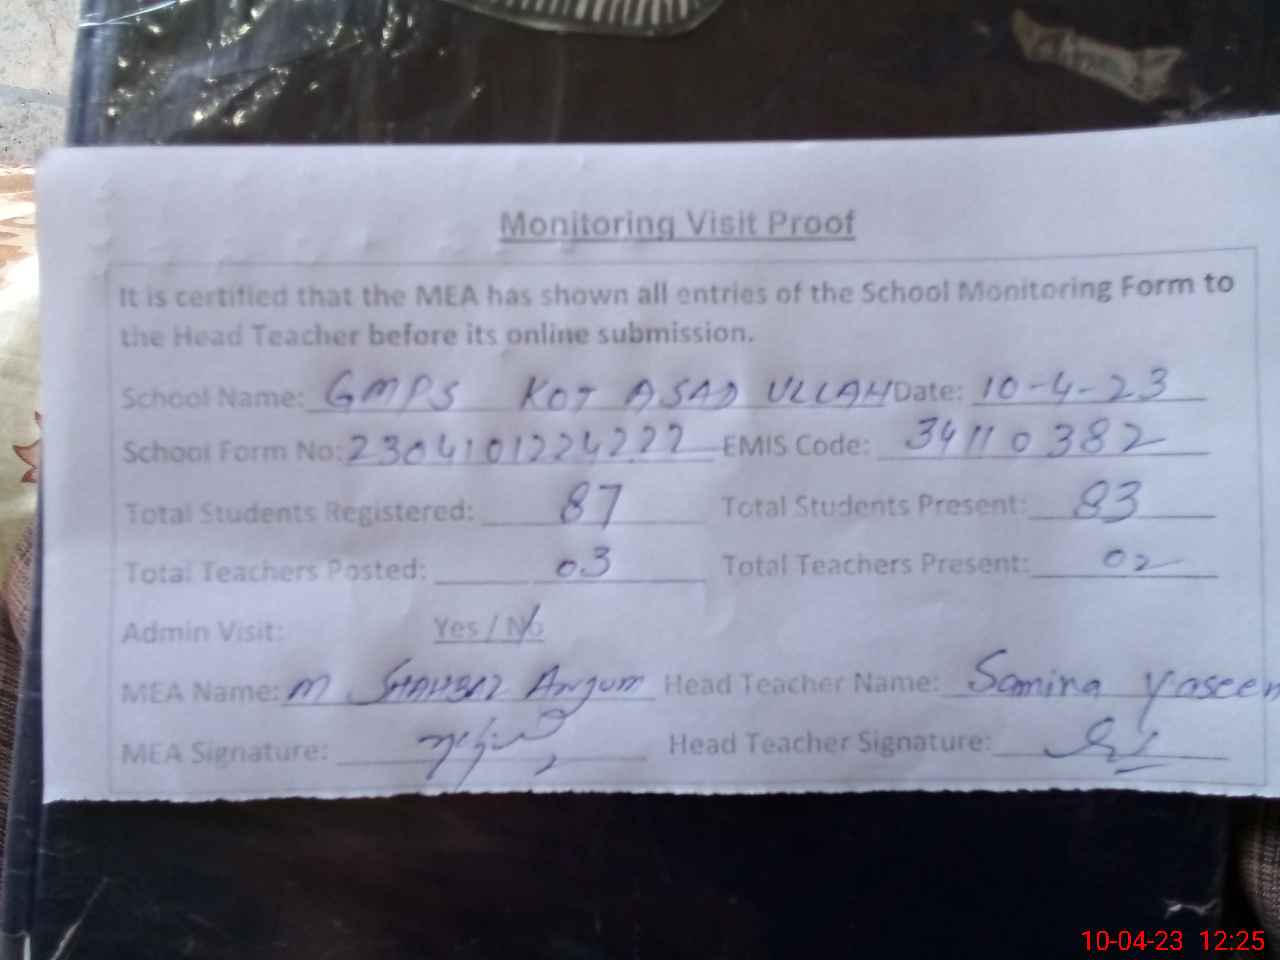 Monitoring Visit Proof
It is certified that the MEA has shown all entries of the School Monitoring Form to
the Head Teacher before its online submission.
School Name: GMPS KOT ASAD ULLAH Date: 10-4-23
School Form No: 2304101224222 EMIS Code: 34110382
Total Students Registered: 87 Total Students Present: 83
Total Teachers Posted: 03 Total Teachers Present: 02
Admin Visit: Yes / No
MEA Name: M SHAHBAZ Anjum Head Teacher Name: Samina Yaseen
MEA Signature: Head Teacher Signature:
10-04-23 12:25